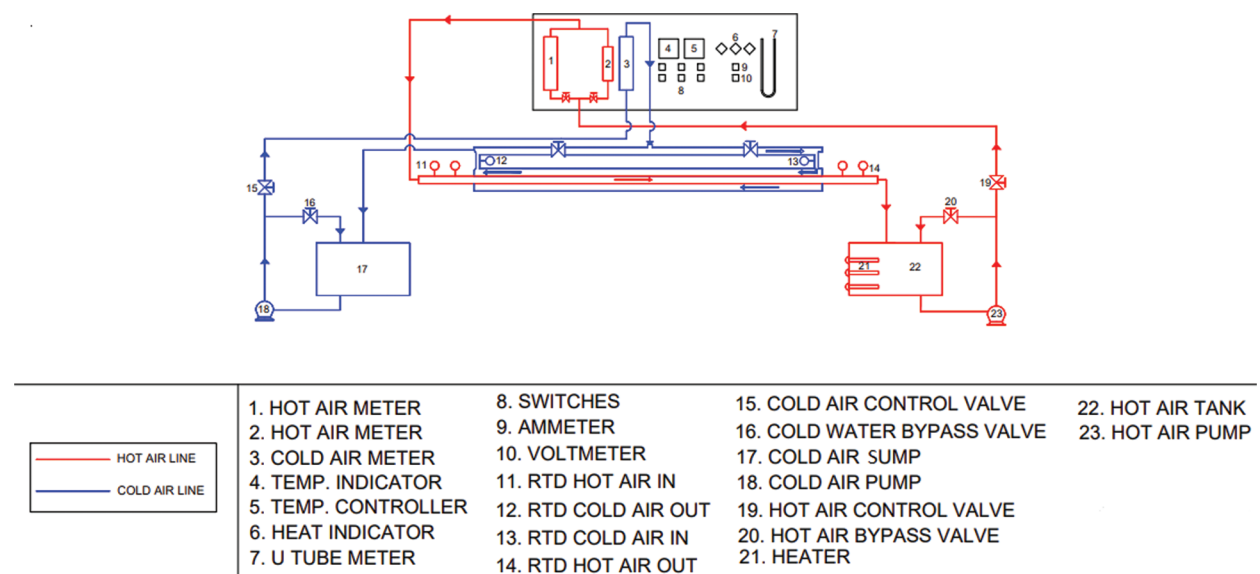 4
5
6
7
1
2
3
9
10
8
11
12
13
14
15
16
19
20
17
21
22
18
23
HOT AIR LINE
COLD AIR LINE
1. HOT AIR METER
2. HOT AIR METER
3. COLD AIR METER
4. TEMP. INDICATOR
5. TEMP. CONTROLLER
6. HEAT INDICATOR
7. U TUBE METER
8. SWITCHES
9. AMMETER
10. VOLTMETER
11. RTD HOT AIR IN
12. RTD COLD AIR OUT
13. RTD COLD AIR IN
14. RTD HOT AIR OUT
15. COLD AIR CONTROL VALVE
16. COLD WATER BYPASS VALVE
17. COLD AIR SUMP
18. COLD AIR PUMP
19. HOT AIR CONTROL VALVE
20. HOT AIR BYPASS VALVE
21. HEATER
22. HOT AIR TANK
23. HOT AIR PUMP